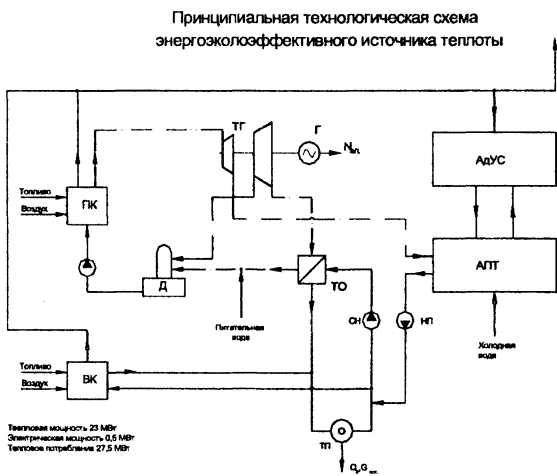 Принципиальная технологическая схема
энергоэколоэффективного источника теплоты
ТГ
Г
Nэл.
АдУС
Топливо
Воздух
ПК
АПТ
Д
ТО
Питательная
вода
СН
НП
Холодная
вода
Топливо
Воздух
ВК
Тепловая мощность 23 МВт
Электрическая мощность 0,5 МВт
Тепловое потребление 27,5 МВт
ТП